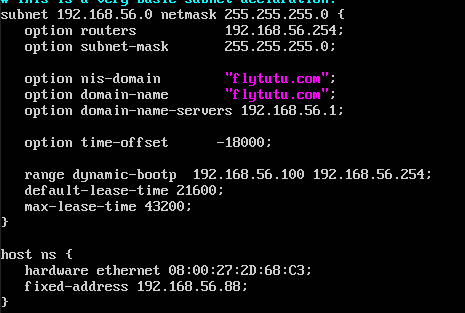 # This is a very basic subnet declaration.
subnet 192.168.56.0 netmask 255.255.255.0 {
option routers 192.168.56.254;
option subnet-mask 255.255.255.0;
option nis-domain "flytutu.com";
option domain-name "flytutu.com";
option domain-name-servers 192.168.56.1;
option time-offset -18000;
range dynamic-bootp 192.168.56.100 192.168.56.254;
default-lease-time 21600;
max-lease-time 43200;
}
host ns {
hardware ethernet 08:00:27:2D:68:C3;
fixed-address 192.168.56.88;
}